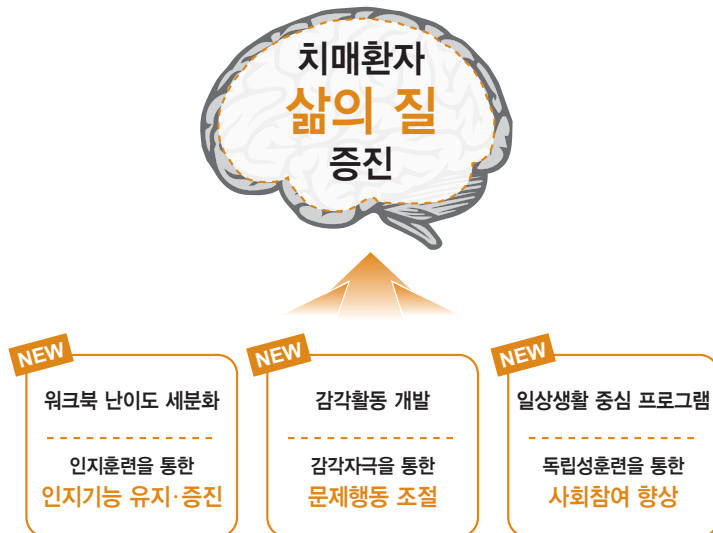 치매환자
삶의 질
증진
NEW
워크북 난이도 세분화
인지훈련을 통한
인지기능 유지·증진
NEW
감각활동 개발
감각자극을 통한
문제행동 조절
NEW
일상생활 중심 프로그램
독립성훈련을 통한
사회참여 향상